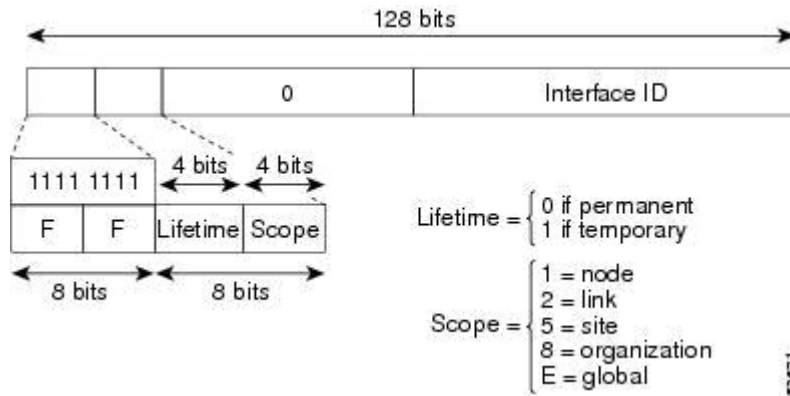 128 bits
0
Interface ID
4 bits
4 bits
1111 1111
F
F
Lifetime
Scope
8 bits
8 bits
Lifetime =
0 if permanent
1 if temporary
Scope =
1 = node
2 = link
5 = site
8 = organization
E = global